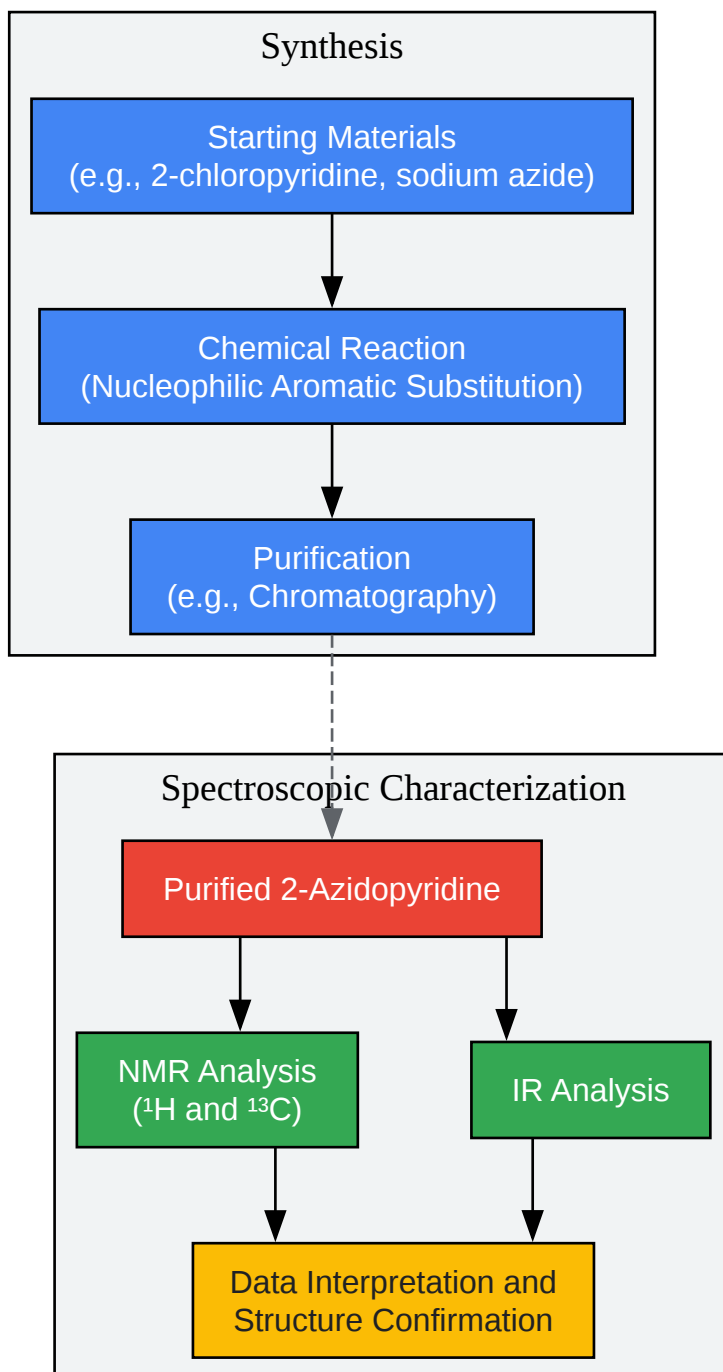 Synthesis
Starting Materials
(e.g., 2-chloropyridine, sodium azide)
Chemical Reaction
(Nucleophilic Aromatic Substitution)
Purification
(e.g., Chromatography)
Spectroscopic Characterization
Purified 2-Azidopyridine
NMR Analysis
(¹H and ¹³C)
IR Analysis
Data Interpretation and
Structure Confirmation